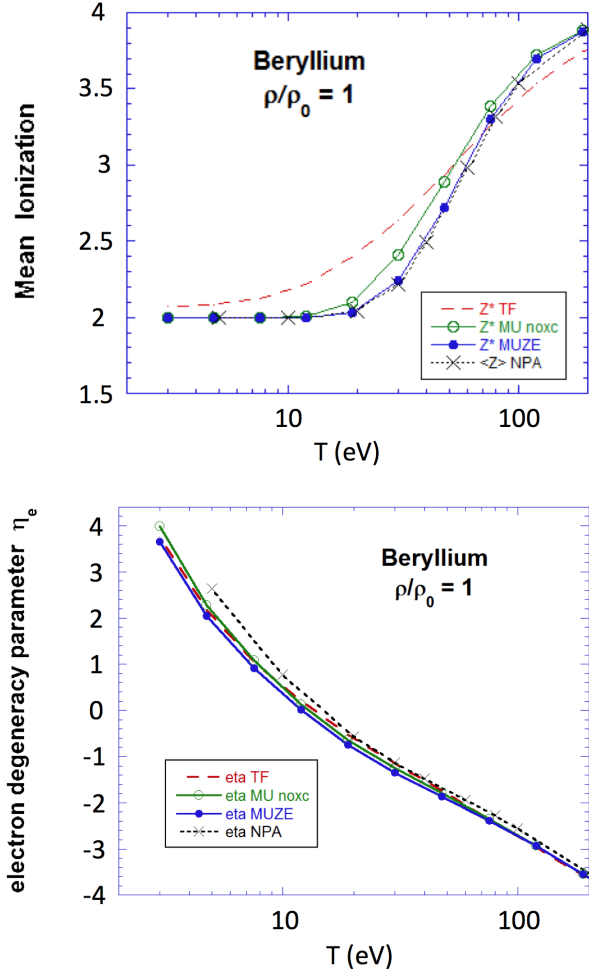 4
3.5
3
2.5
2
1.5
Mean Ionization
Beryllium
ρ/ρ0 = 1
Z* TF
Z* MU noxc
Z* MUZE
<Z> NPA
10
100
T (eV)
4
3
2
1
0
-1
-2
-3
-4
electron degeneracy parameter ηe
Beryllium
ρ/ρ0 = 1
eta TF
eta MU noxc
eta MUZE
eta NPA
10
100
T (eV)